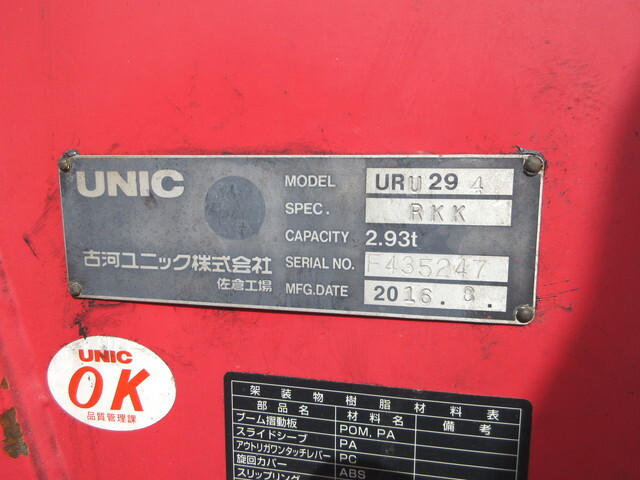 UNIC
MODEL URU294
SPEC. RKK
CAPACITY 2.93t
古河ユニック株式会社
佐倉工場
SERIAL NO. F435247
MFG.DATE 2016.8.
UNIC
OK
品質管理課
架装物樹脂材料表
部品名 材料名 備考
ブーム摺動板 POM, PA
スライドシーブ PA
アウトリガワンタッチレバー PC
旋回カバー ABS
スリップリング